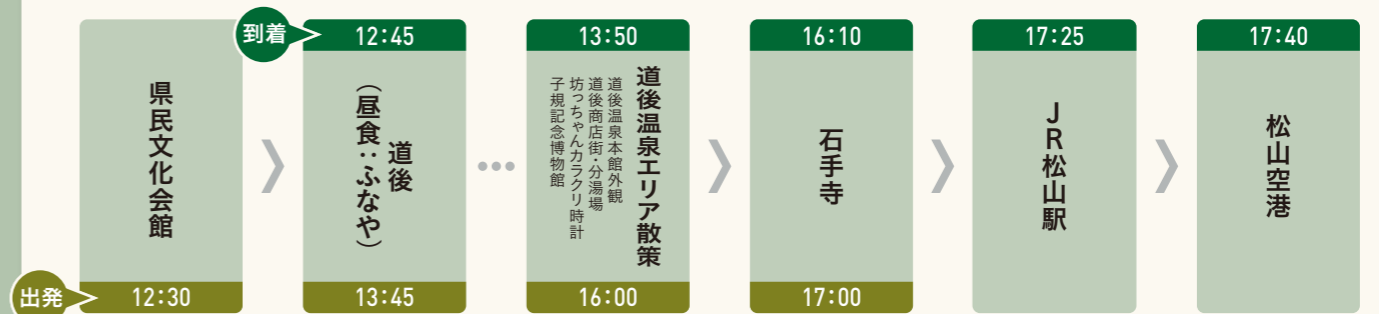 到着
出発
県民文化会館
12:30
12:45
道後
（昼食：ふなや）
13:45
13:50
道後温泉エリア散策
道後温泉本館外観
道後商店街・分湯場
坊っちゃんカラクリ時計
子規記念博物館
16:00
16:10
石手寺
17:00
17:25
JR松山駅
17:40
松山空港